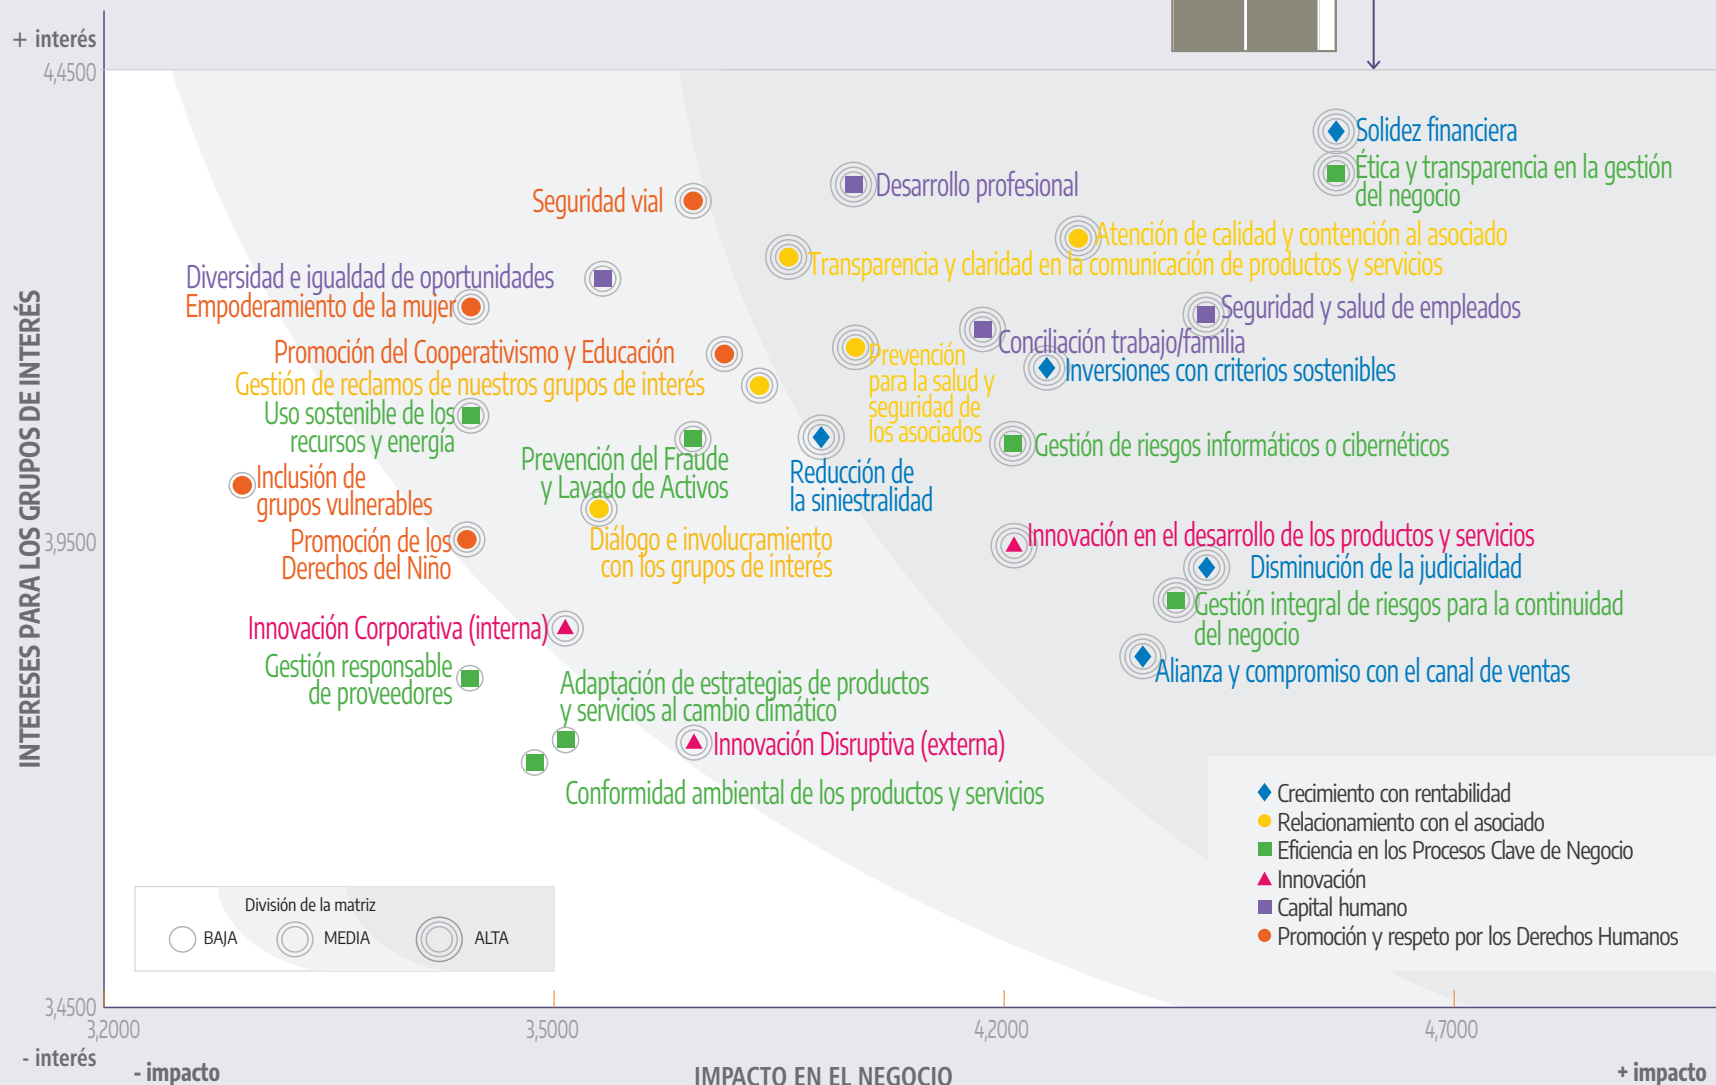 + interés
4,4500
Solidez financiera
Ética y transparencia en la gestión
del negocio
Desarrollo profesional
Seguridad vial
Atención de calidad y contención al asociado
Transparencia y claridad en la comunicación de productos y servicios
Diversidad e igualdad de oportunidades
Empoderamiento de la mujer
Seguridad y salud de empleados
Conciliación trabajo/familia
Promoción del Cooperativismo y Educación
Prevención
para la salud y
seguridad de
los asociados
Inversiones con criterios sostenibles
Gestión de reclamos de nuestros grupos de interés
Uso sostenible de los
recursos y energía
Gestión de riesgos informáticos o cibernéticos
Prevención del Fraude
y Lavado de Activos
Reducción de
la siniestralidad
Inclusión de
grupos vulnerables
INTERESES PARA LOS GRUPOS DE INTERÉS
3,9500
Promoción de los
Derechos del Niño
Diálogo e involucramiento
con los grupos de interés
Innovación en el desarrollo de los productos y servicios
Disminución de la judicialidad
Gestión integral de riesgos para la continuidad
del negocio
Innovación Corporativa (interna)
Alianza y compromiso con el canal de ventas
Gestión responsable
de proveedores
Adaptación de estrategias de productos
y servicios al cambio climático
Innovación Disruptiva (externa)
Conformidad ambiental de los productos y servicios
Crecimiento con rentabilidad
Relacionamiento con el asociado
Eficiencia en los Procesos Clave de Negocio
Innovación
Capital humano
Promoción y respeto por los Derechos Humanos
División de la matriz
BAJA
MEDIA
ALTA
3,4500
3,2000
3,5000
4,2000
4,7000
- interés
- impacto
IMPACTO EN EL NEGOCIO
+ impacto